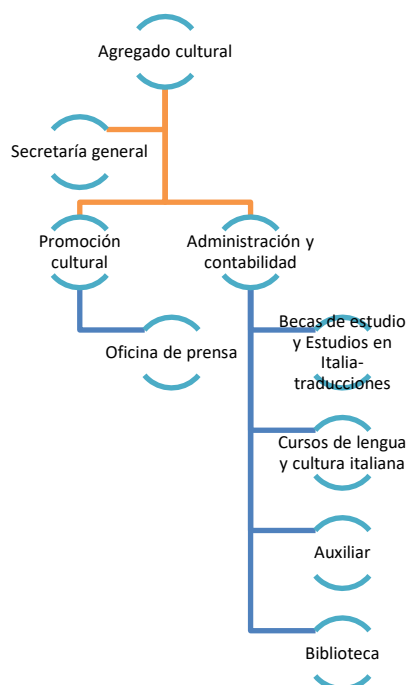 Agregado cultural
Secretaría general
Promoción
cultural
Administración y
contabilidad
Oficina de prensa
Becas de estudio
y Estudios en
Italia-
traducciones
Cursos de lengua
y cultura italiana
Auxiliar
Biblioteca